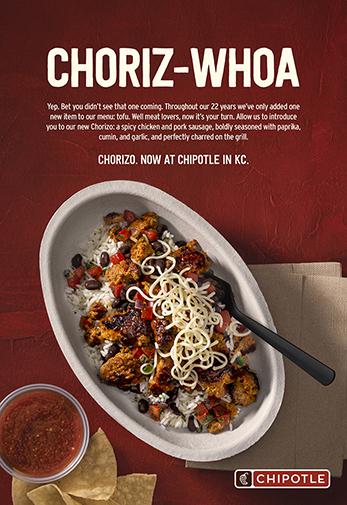 CHORIZ-WHOA
Yep. Bet you didn't see that one coming. Throughout our 22 years we've only added one
new item to our menu: tofu. Well meat lovers, now it's your turn. Allow us to introduce
you to our new Chorizo: a spicy chicken and pork sausage, boldly seasoned with paprika,
cumin, and garlic, and perfectly charred on the grill.
CHORIZO. NOW AT CHIPOTLE IN KC.
CHIPOTLE